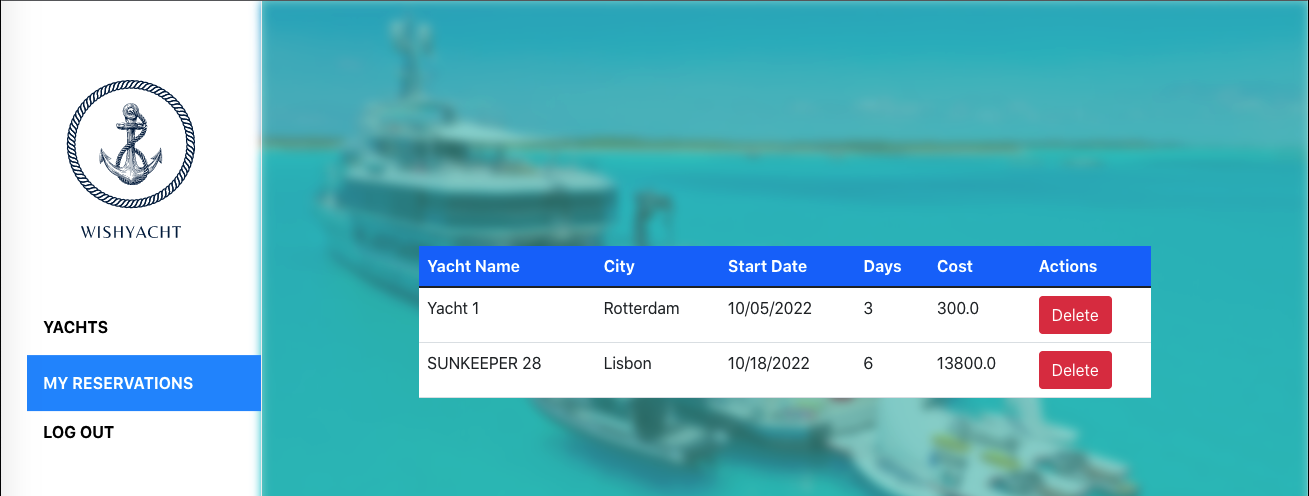 WISHYACHT
YACHTS
MY RESERVATIONS
LOG OUT
Yacht Name City Start Date Days Cost Actions
Yacht 1 Rotterdam 10/05/2022 3 300.0 Delete
SUNKEEPER 28 Lisbon 10/18/2022 6 13800.0 Delete